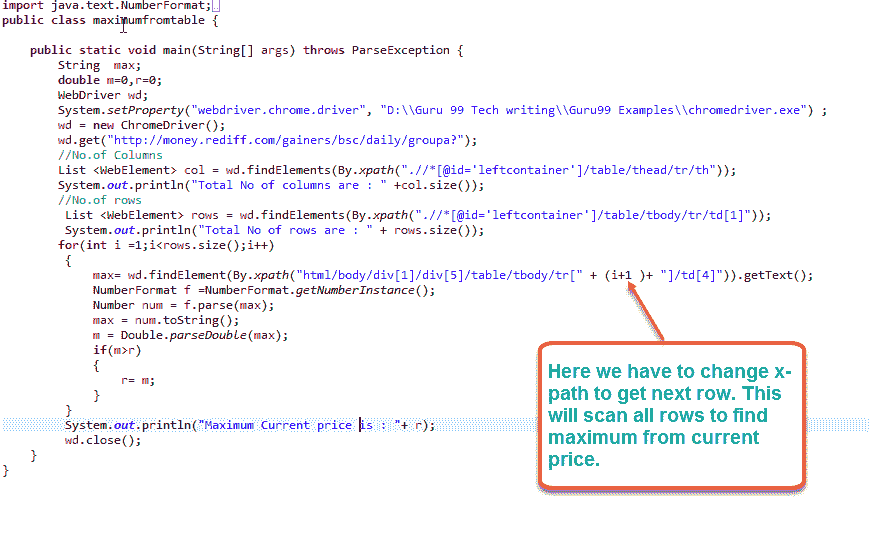 import java.text.NumberFormat;
public class maximumfromtable {
public static void main(String[] args) throws ParseException {
String  max;
double m=0,r=0;
WebDriver wd;
System.setProperty("webdriver.chrome.driver", "D:\\Guru 99 Tech writing\\Guru99 Examples\\chromedriver.exe") ;
wd = new ChromeDriver();
wd.get("http://money.rediff.com/gainers/bsc/daily/groupa?");
//No.of Columns
List <WebElement> col = wd.findElements(By.xpath(".//*[@id='leftcontainer']/table/thead/tr/th"));
System.out.println("Total No of columns are : " +col.size());
//No.of rows
List <WebElement> rows = wd.findElements(By.xpath(".//*[@id='leftcontainer']/table/tbody/tr/td[1]"));
System.out.println("Total No of rows are : " + rows.size());
for(int i =1;i<rows.size();i++)
{
max= wd.findElement(By.xpath("html/body/div[1]/div[5]/table/tbody/tr[" + (i+1 )+ "]/td[4]")).getText();
NumberFormat f =NumberFormat.getNumberInstance();
Number num = f.parse(max);
max = num.toString();
m = Double.parseDouble(max);
if(m>r)
{
r= m;
}
}
System.out.println("Maximum Current price is : "+ r);
wd.close();
}
}
Here we have to change x-
path to get next row. This
will scan all rows to find
maximum from current
price.